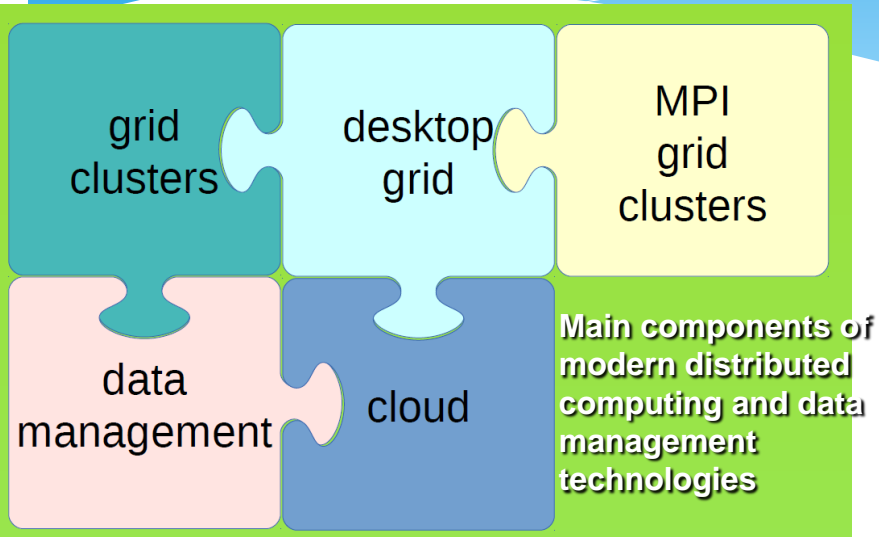 grid
clusters
desktop
grid
MPI
grid
clusters
data
management
cloud
Main components of
modern distributed
computing and data
management
technologies